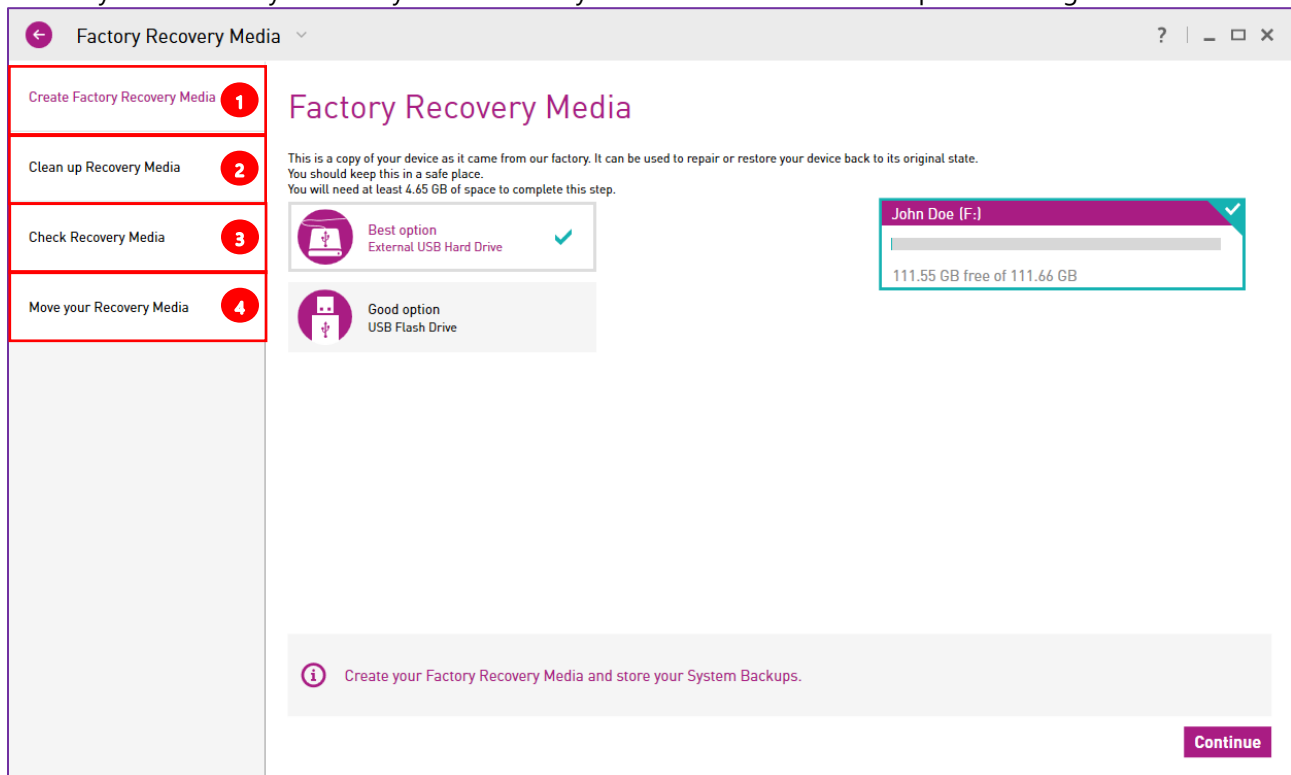 Factory Recovery Media
?
Create Factory Recovery Media 1
Clean up Recovery Media 2
Check Recovery Media 3
Move your Recovery Media 4
Factory Recovery Media
This is a copy of your device as it came from our factory. It can be used to repair or restore your device back to its original state.
You should keep this in a safe place.
You will need at least 4.65 GB of space to complete this step.
Best option
External USB Hard Drive
Good option
USB Flash Drive
John Doe (F:)
111.55 GB free of 111.66 GB
Create your Factory Recovery Media and store your System Backups.
Continue